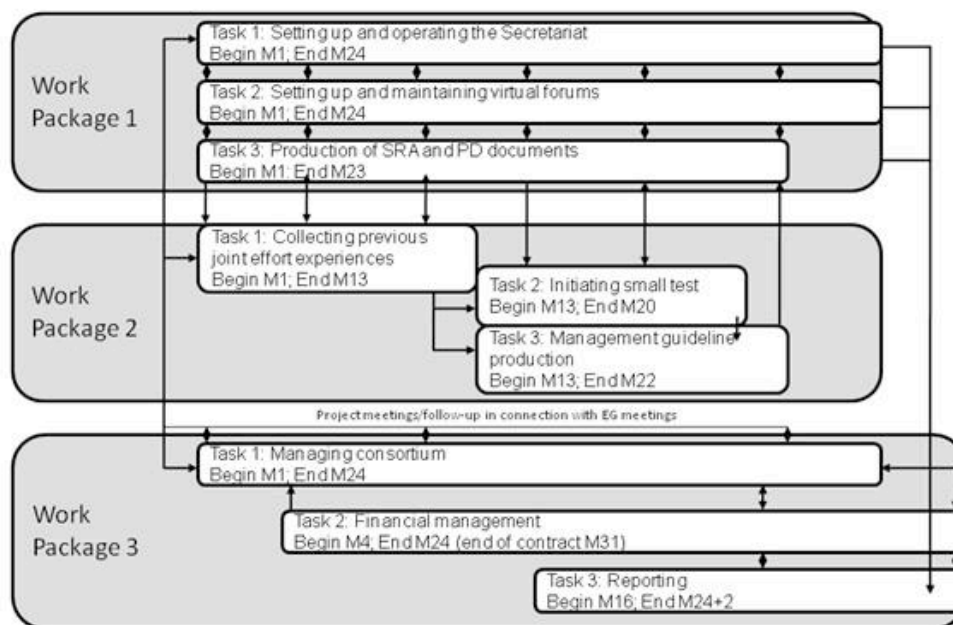 Work
Package 1
Task 1: Setting up and operating the Secretariat
Begin M1; End M24
Task 2: Setting up and maintaining virtual forums
Begin M1; End M24
Task 3: Production of SRA and PD documents
Begin M1: End M23
Work
Package 2
Task 1: Collecting previous
joint effort experiences
Begin M1; End M13
Task 2: Initiating small test
Begin M13; End M20
Task 3: Management guideline
production
Begin M13; End M22
Project meetings/follow-up in connection with EG meetings
Work
Package 3
Task 1: Managing consortium
Begin M1; End M24
Task 2: Financial management
Begin M4; End M24 (end of contract M31)
Task 3: Reporting
Begin M16; End M24+2